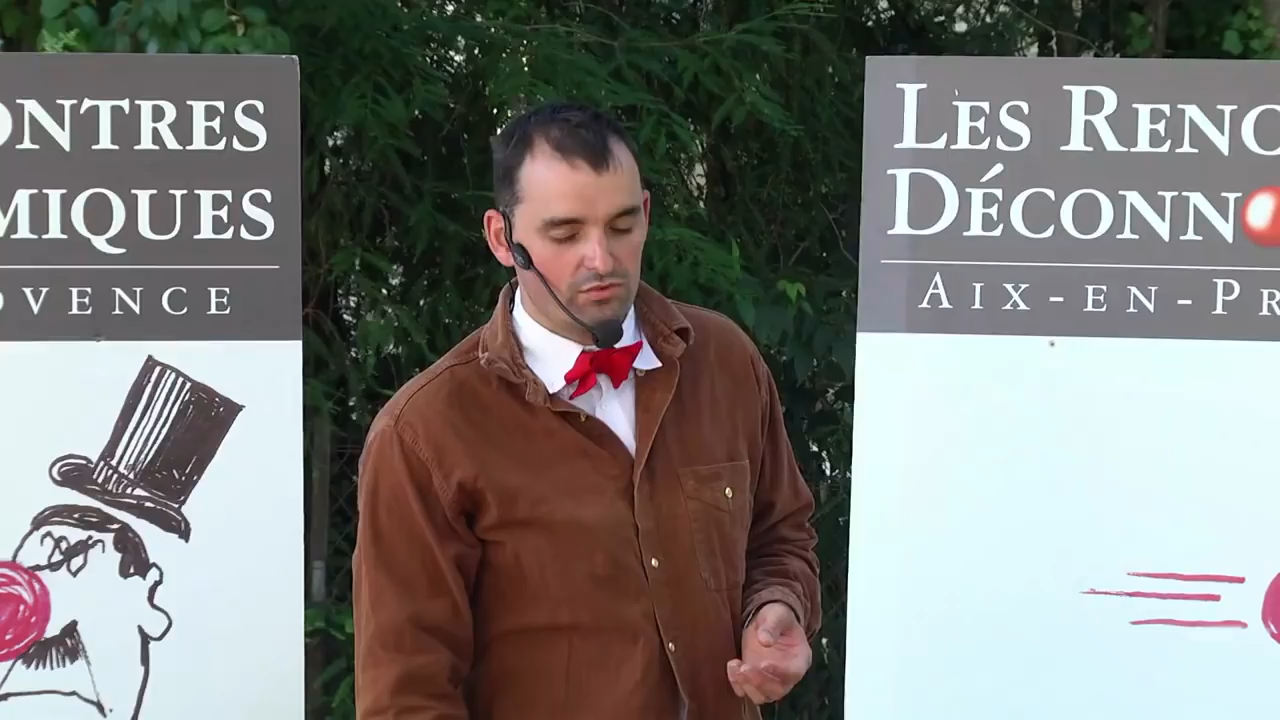 ONTRES
MIQUES
OVENCE
LES RENC
DÉCONN
AIX-EN-PR